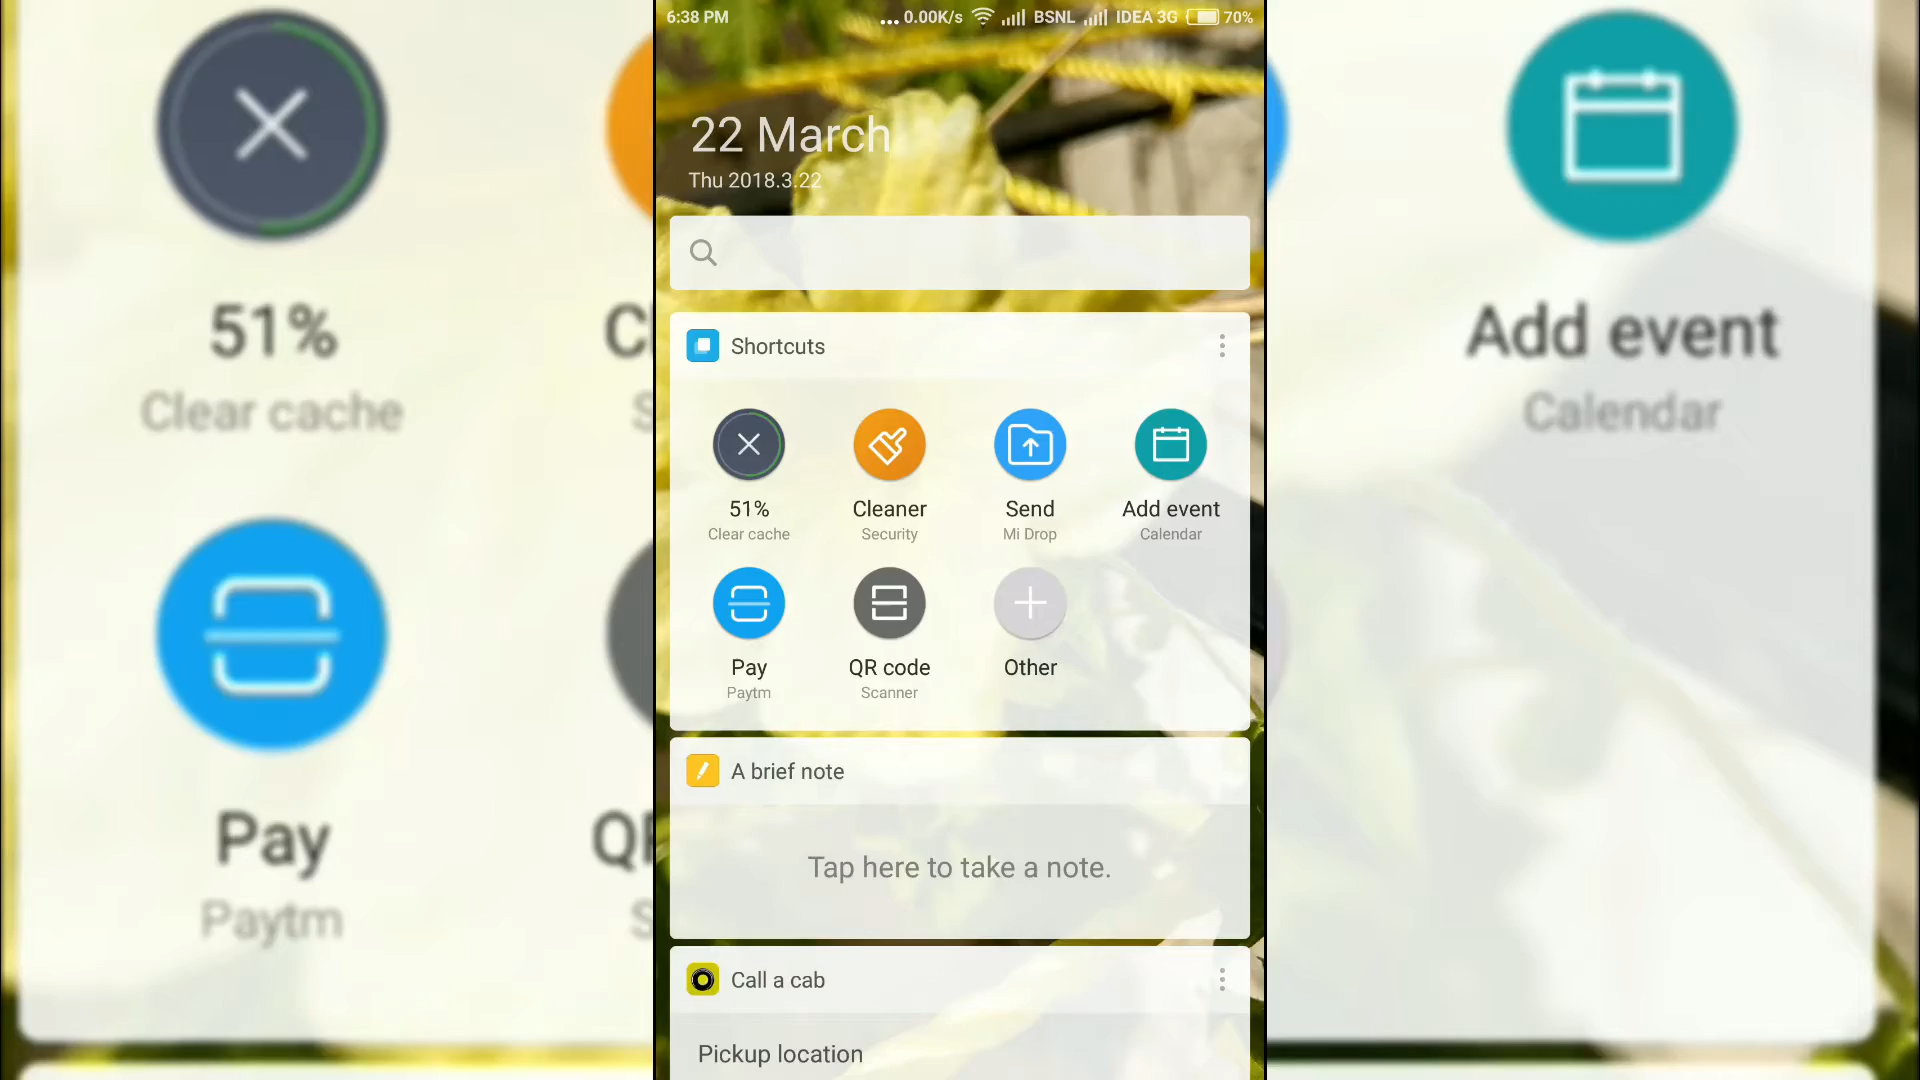 6:38 PM
... 0.00K/s BSNL IDEA 3G 70%
22 March
Thu 2018.3.22
Shortcuts
51% Cleaner Send Add event
Clear cache Security Mi Drop Calendar
Pay QR code Other
Paytm Scanner
A brief note
Tap here to take a note.
Call a cab
Pickup location
51%
Clear cache
Pay
Paytm
Add event
Calendar